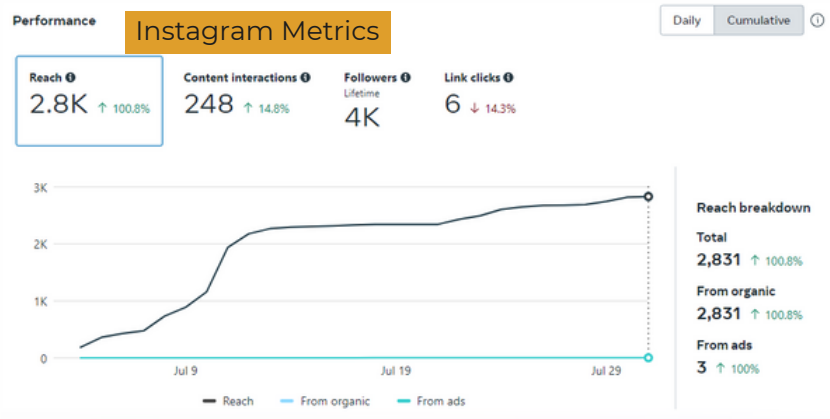 Performance
Instagram Metrics
Daily Cumulative
Reach
2.8K ↑ 100.8%
Content interactions
248 ↑ 14.8%
Followers
Lifetime
4K
Link clicks
6 ↓ 14.3%
3K
2K
1K
0
Jul 9 Jul 19 Jul 29
Reach From organic From ads
Reach breakdown
Total
2,831 ↑ 100.8%
From organic
2,831 ↑ 100.8%
From ads
3 ↑ 100%